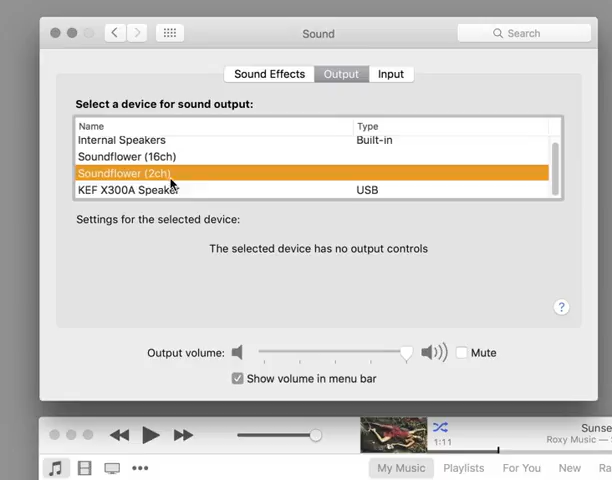 Sound
Search
Sound Effects
Output
Input
Select a device for sound output:
Name
Type
Internal Speakers
Built-in
Soundflower (16ch)
Soundflower (2ch)
KEF X300A Speaker
USB
Settings for the selected device:
The selected device has no output controls
?
Output volume:
Mute
Show volume in menu bar
1:11
Sunse
Roxy Music —
My Music
Playlists
For You
New
Ra